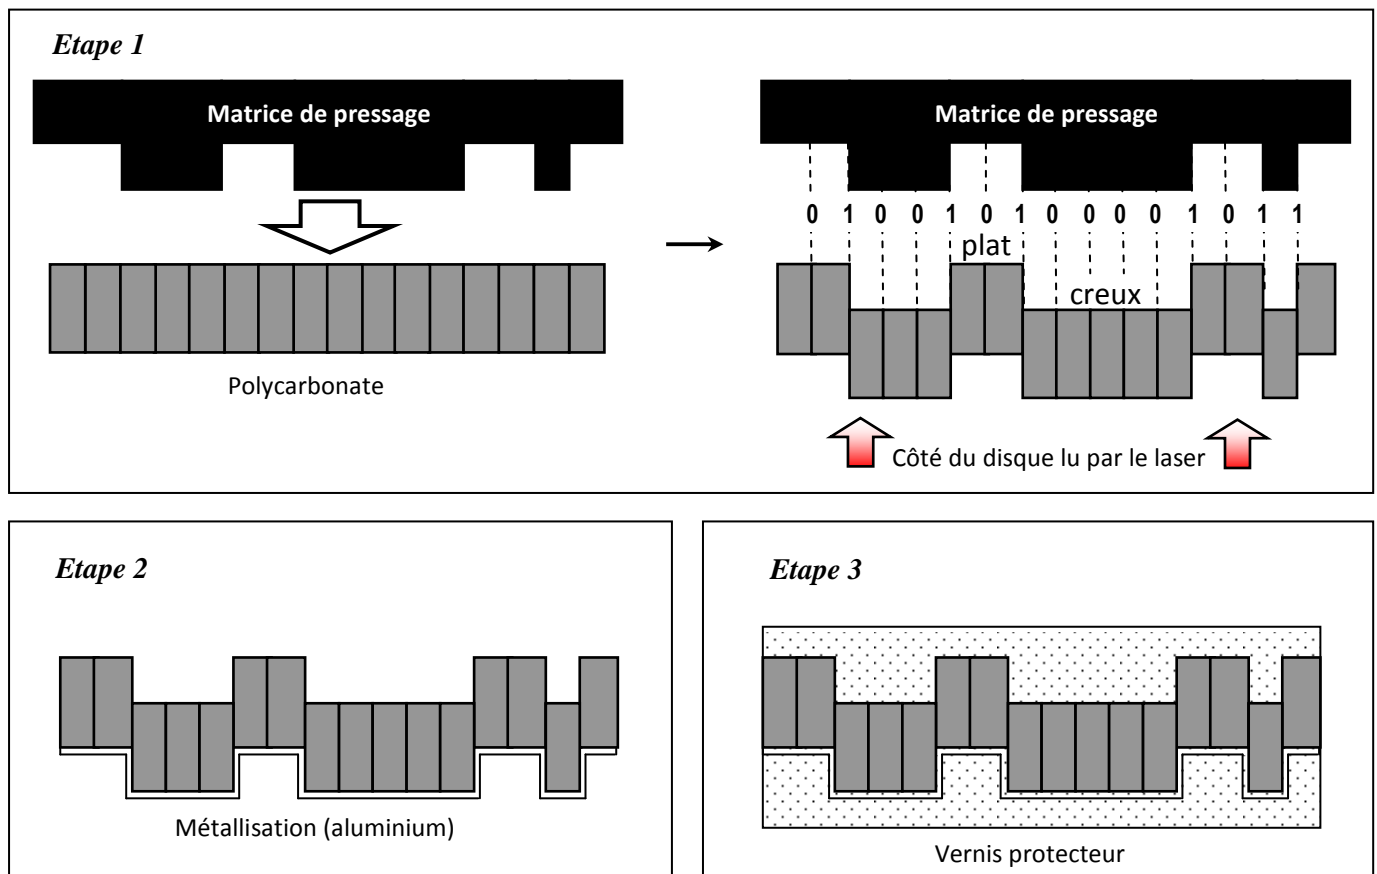 Etape 1
Matrice de pressage
Polycarbonate
Matrice de pressage
0 1 0 0 1 0 1 0 0 0 0 1 0 1 1
plat
creux
Côté du disque lu par le laser
Etape 2
Métallisation (aluminium)
Etape 3
Vernis protecteur